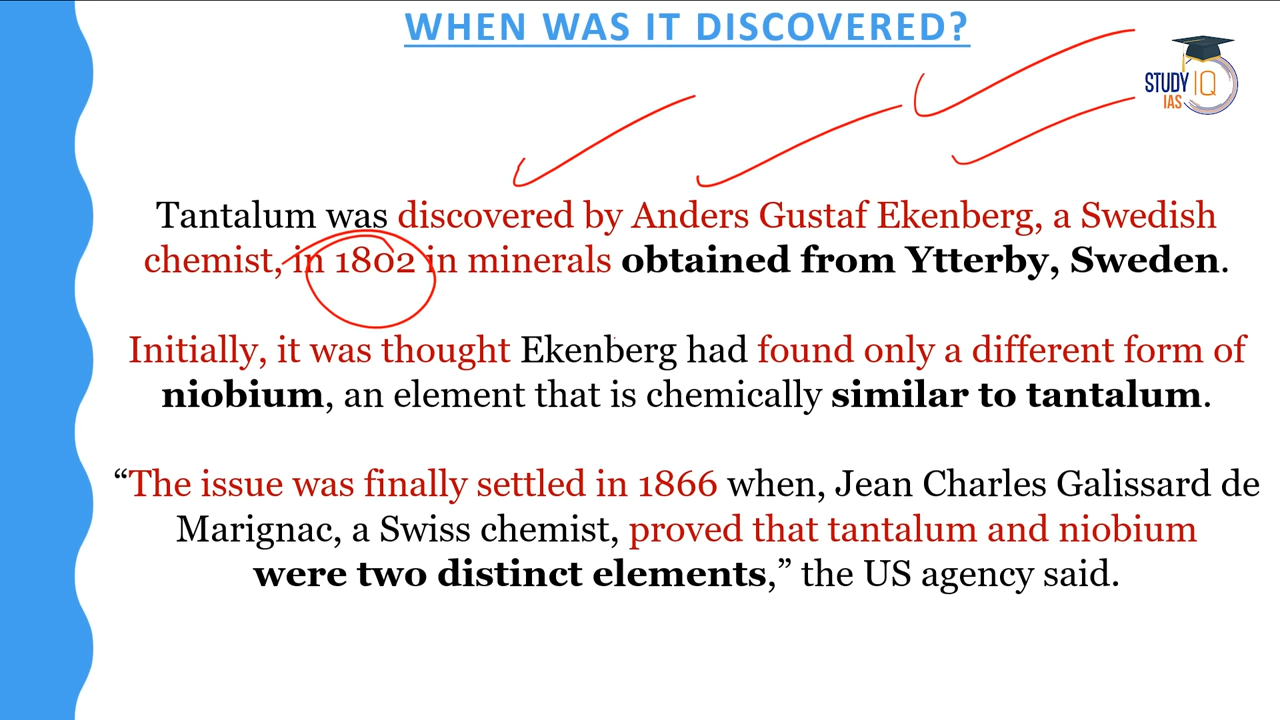 WHEN WAS IT DISCOVERED?
STUDY IQ
IAS
Tantalum was discovered by Anders Gustaf Ekenberg, a Swedish
chemist, in 1802 in minerals obtained from Ytterby, Sweden.
Initially, it was thought Ekenberg had found only a different form of
niobium, an element that is chemically similar to tantalum.
“The issue was finally settled in 1866 when, Jean Charles Galissard de
Marignac, a Swiss chemist, proved that tantalum and niobium
were two distinct elements,” the US agency said.